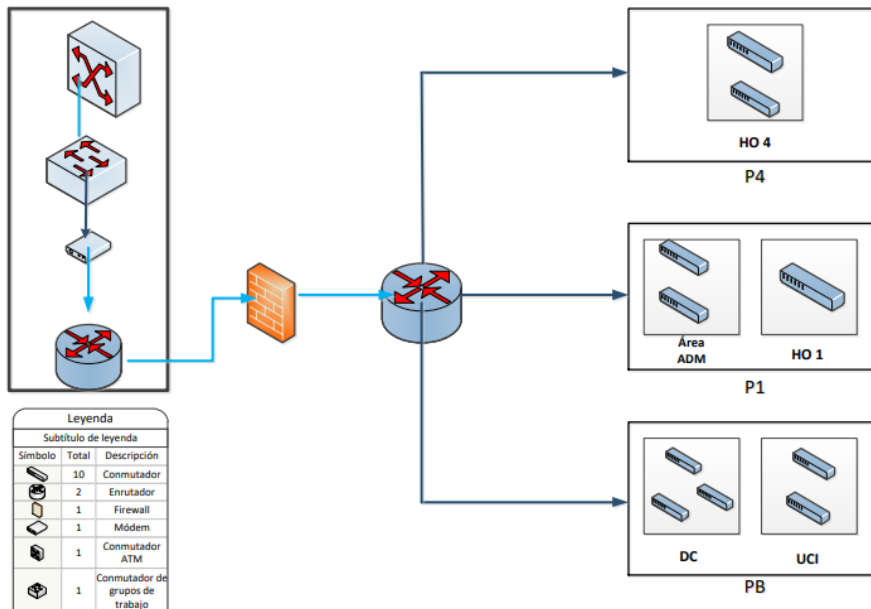 HO 4
P4
Área
ADM
HO 1
P1
DC
UCI
PB
Leyenda
Subtítulo de leyenda
Símbolo Total Descripción
10 Conmutador
2 Enrutador
1 Firewall
1 Módem
1 Conmutador
ATM
1 Conmutador de
grupos de
trabajo